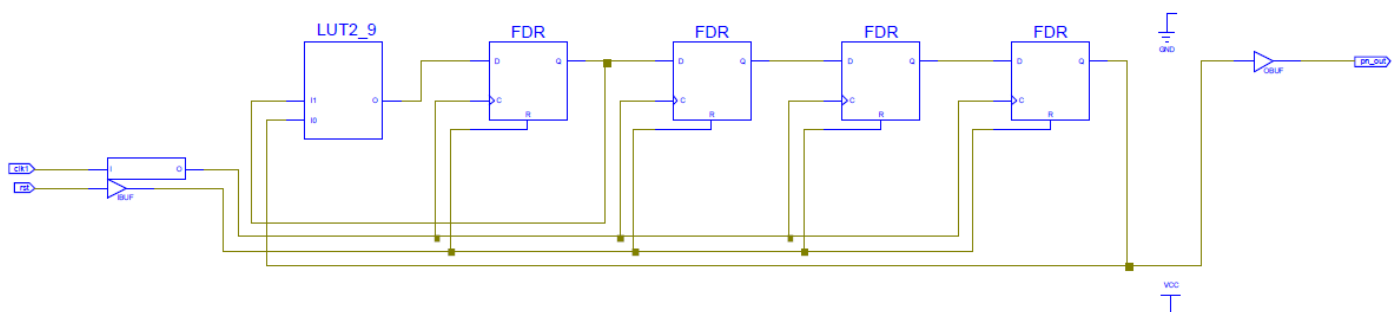 LUT2_9
FDR
FDR
FDR
FDR
GND
D
Q
D
Q
D
Q
D
Q
OBUF
pn_out
I1
O
C
C
C
C
I0
R
R
R
R
clk1
I
O
rst
IBUF
VCC